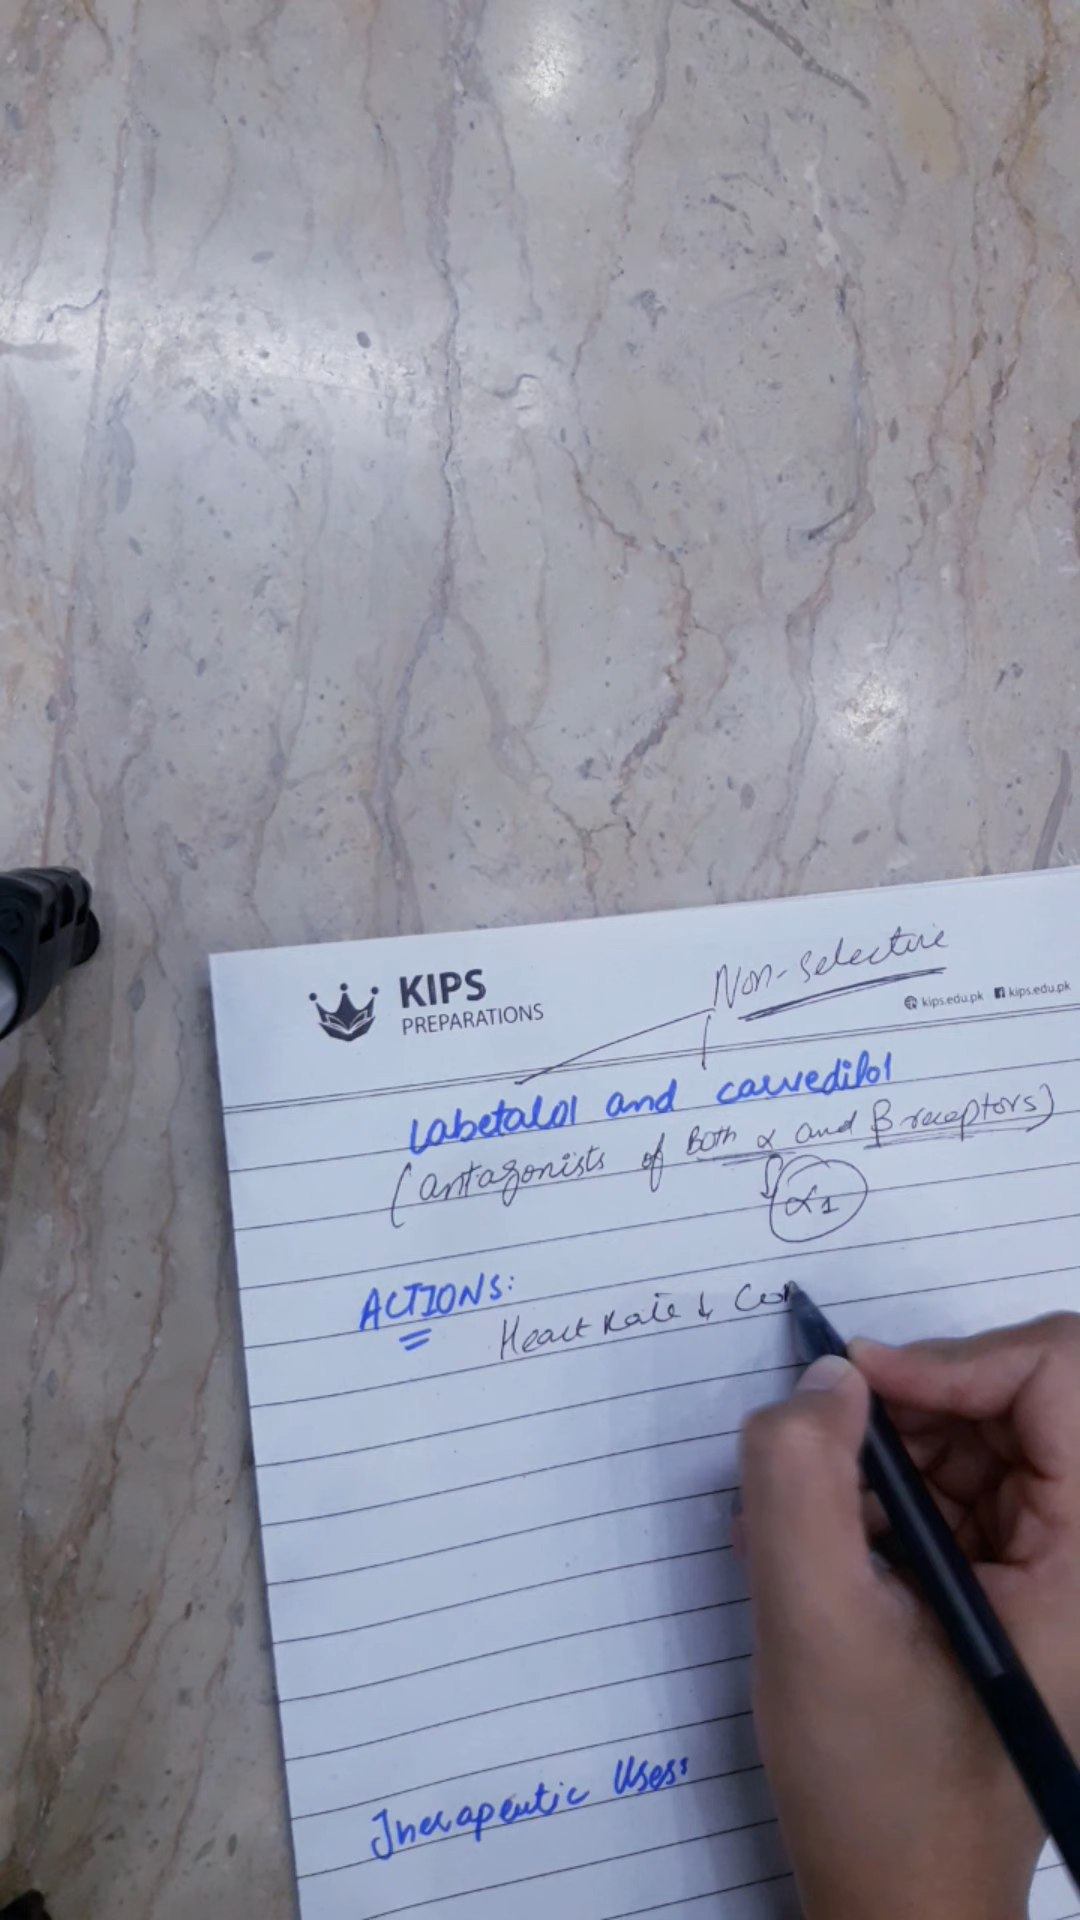 KIPS
PREPARATIONS
Non-selective
kips.edu.pk kips.edu.pk
Labetalol and carvedilol
(antagonists of Both α and β receptors)
α1
ACTIONS:
Heart Rate ↓ Con
Therapeutic Uses: